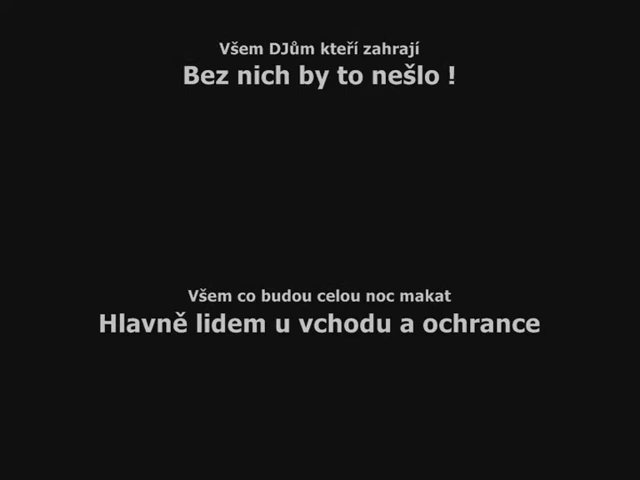 Všem DJům kteří zahrají
Bez nich by to nešlo !
Všem co budou celou noc makat
Hlavně lidem u vchodu a ochrance